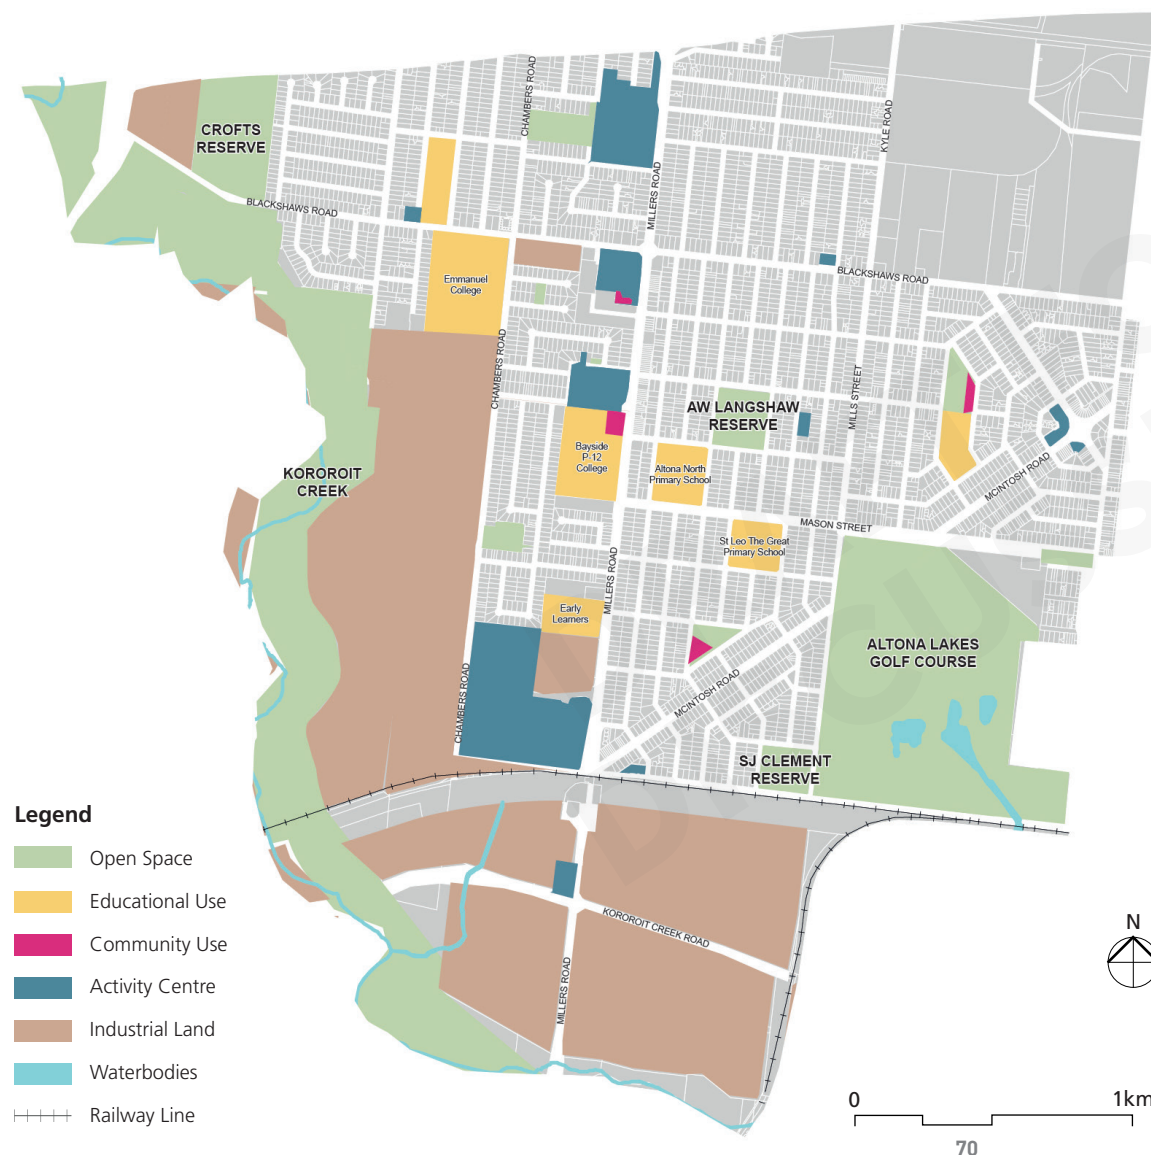 CHAMBERS ROAD
KYLE ROAD
CROFTS
RESERVE
MILLERS ROAD
BLACKSHAWS ROAD
BLACKSHAWS ROAD
Emmanuel
College
CHAMBERS ROAD
MILLS STREET
AW LANGSHAW
RESERVE
Bayside
P-12
College
Altona North
Primary School
MCINTOSH ROAD
KOROROIT
CREEK
MASON STREET
St Leo The Great
Primary School
MILLERS ROAD
Early
Learners
ALTONA LAKES
GOLF COURSE
CHAMBERS ROAD
MCINTOSH ROAD
SJ CLEMENT
RESERVE
Legend
Open Space
Educational Use
Community Use
Activity Centre
Industrial Land
Waterbodies
Railway Line
KOROROIT CREEK ROAD
MILLERS ROAD
N
0
1km
70